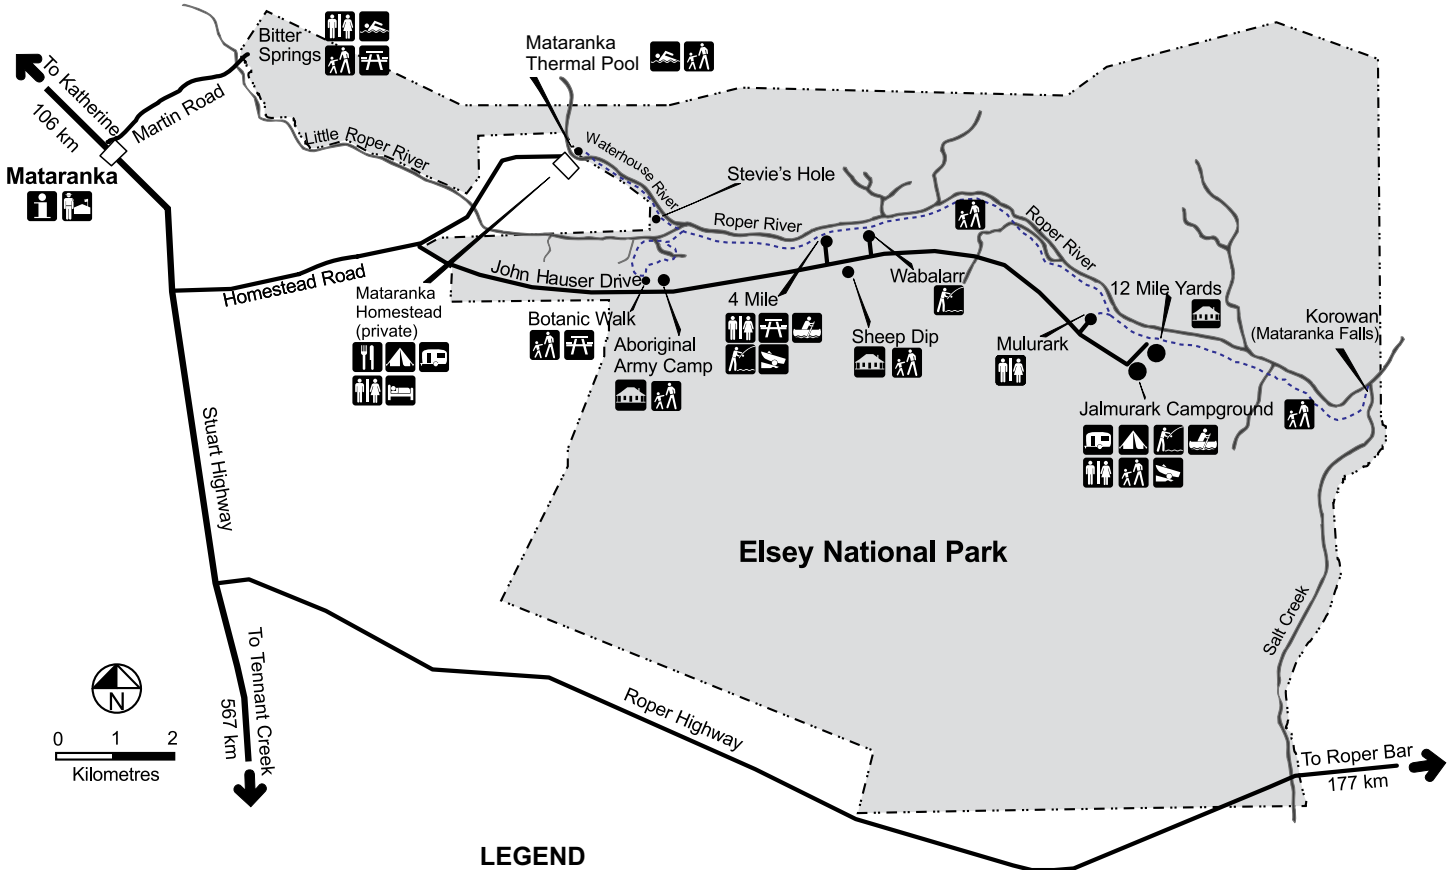 Bitter
Springs
Mataranka
Thermal Pool
To Katherine
106 km
Martin Road
Mataranka
Little Roper River
Waterhouse River
Stevie's Hole
Roper River
Roper River
Homestead Road
John Hauser Drive
Mataranka
Homestead
(private)
Botanic Walk
Aboriginal
Army Camp
4 Mile
Wabalarr
Sheep Dip
Mulurark
12 Mile Yards
Korowan
(Mataranka Falls)
Jalmurark Campground
Stuart Highway
Elsey National Park
Salt Creek
To Tennant Creek
567 km
Roper Highway
To Roper Bar
177 km
N
0 1 2
Kilometres
LEGEND